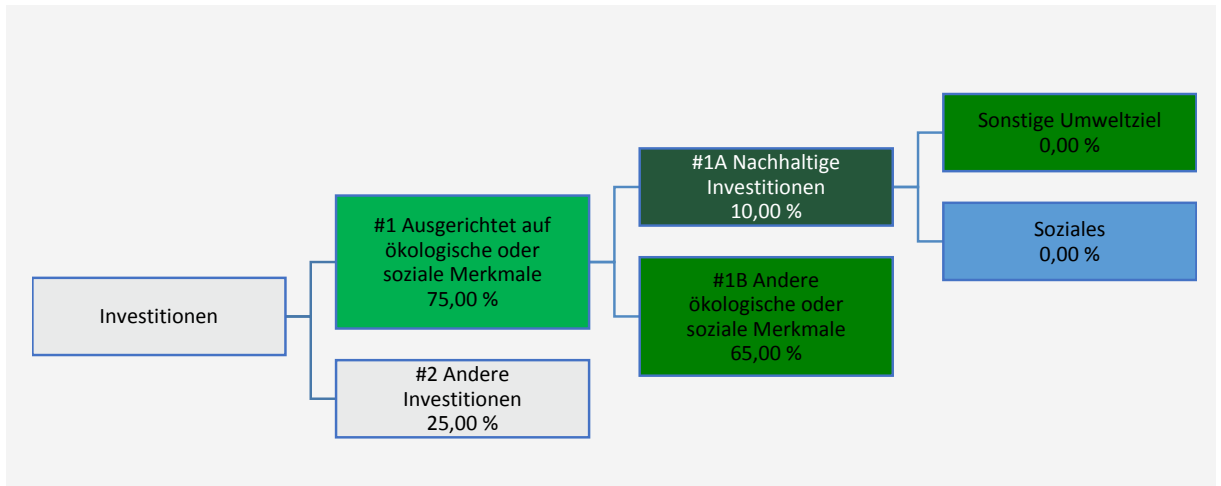 Investitionen
#1 Ausgerichtet auf
ökologische oder
soziale Merkmale
75,00 %
#2 Andere
Investitionen
25,00 %
#1A Nachhaltige
Investitionen
10,00 %
#1B Andere
ökologische oder
soziale Merkmale
65,00 %
Sonstige Umweltziel
0,00 %
Soziales
0,00 %